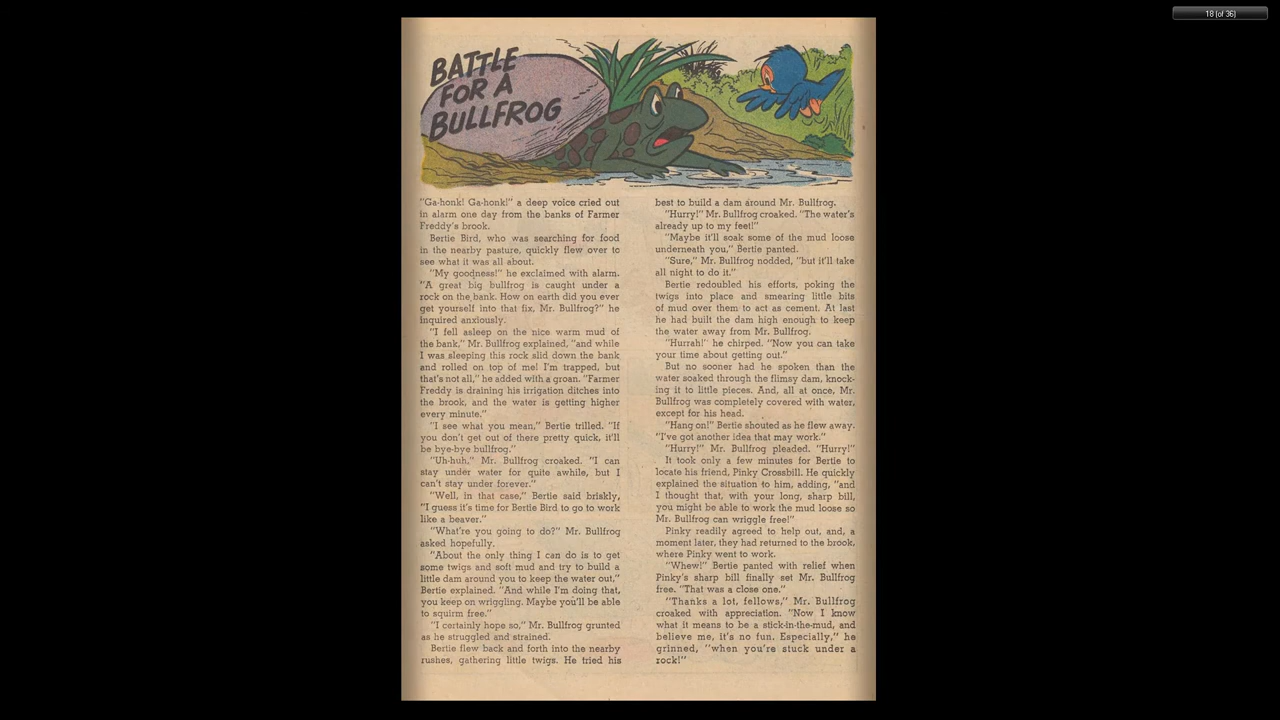 18 [of 36]
BATTLE
FOR A
BULLFROG
"Ga-honk! Ga-honk!" a deep voice cried out
in alarm one day from the banks of Farmer
Freddy's brook.
Bertie Bird, who was searching for food
in the nearby pasture, quickly flew over to
see what it was all about.
"My goodness!" he exclaimed with alarm.
"A great big bullfrog is caught under a
rock on the bank. How on earth did you ever
get yourself into that fix, Mr. Bullfrog?" he
inquired anxiously.
"I fell asleep on the nice warm mud of
the bank," Mr. Bullfrog explained, "and while
I was sleeping this rock slid down the bank
and rolled on top of me! I'm trapped, but
that's not all," he added with a groan. "Farmer
Freddy is draining his irrigation ditches into
the brook, and the water is getting higher
every minute."
"I see what you mean," Bertie trilled. "If
you don't get out of there pretty quick, it'll
be bye-bye bullfrog."
"Uh-huh," Mr. Bullfrog croaked. "I can
stay under water for quite awhile, but I
can't stay under forever."
"Well, in that case," Bertie said briskly,
"I guess it's time for Bertie Bird to go to work
like a beaver."
"What're you going to do?" Mr. Bullfrog
asked hopefully.
"About the only thing I can do is to get
some twigs and soft mud and try to build a
little dam around you to keep the water out,"
Bertie explained. "And while I'm doing that,
you keep on wriggling. Maybe you'll be able
to squirm free."
"I certainly hope so," Mr. Bullfrog grunted
as he struggled and strained.
Bertie flew back and forth into the nearby
rushes, gathering little twigs. He tried his
best to build a dam around Mr. Bullfrog.
"Hurry!" Mr. Bullfrog croaked. "The water's
already up to my feet!"
"Maybe it'll soak some of the mud loose
underneath you," Bertie panted.
"Sure," Mr. Bullfrog nodded, "but it'll take
all night to do it."
Bertie redoubled his efforts, poking the
twigs into place and smearing little bits
of mud over them to act as cement. At last
he had built the dam high enough to keep
the water away from Mr. Bullfrog.
"Hurrah!" he chirped. "Now you can take
your time about getting out."
But no sooner had he spoken than the
water soaked through the flimsy dam, knock-
ing it to little pieces. And, all at once, Mr.
Bullfrog was completely covered with water,
except for his head.
"Hang on!" Bertie shouted as he flew away.
"I've got another idea that may work."
"Hurry!" Mr. Bullfrog pleaded. "Hurry!"
It took only a few minutes for Bertie to
locate his friend, Pinky Crossbill. He quickly
explained the situation to him, adding, "and
I thought that, with your long, sharp bill,
you might be able to work the mud loose so
Mr. Bullfrog can wriggle free!"
Pinky readily agreed to help out, and, a
moment later, they had returned to the brook,
where Pinky went to work.
"Whew!" Bertie panted with relief when
Pinky's sharp bill finally set Mr. Bullfrog
free. "That was a close one."
"Thanks a lot, fellows," Mr. Bullfrog
croaked with appreciation. "Now I know
what it means to be a stick-in-the-mud, and
believe me, it's no fun. Especially," he
grinned, "when you're stuck under a
rock!"